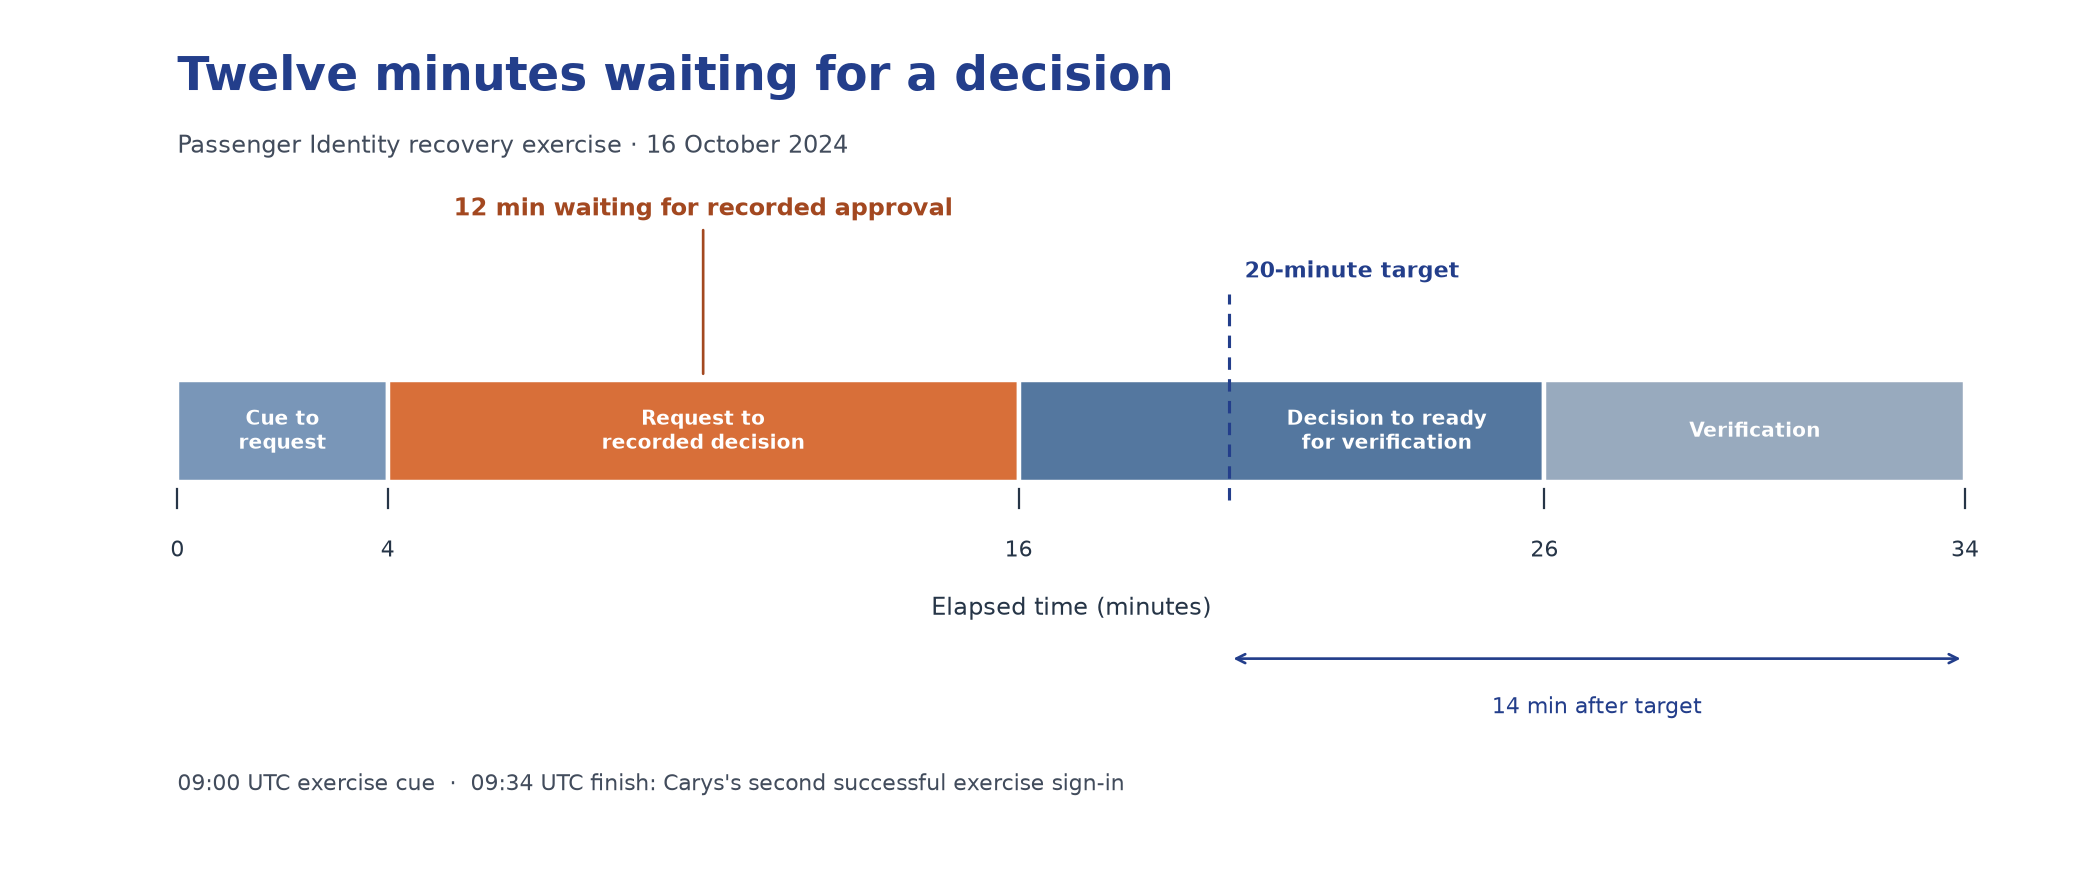 Twelve minutes waiting for a decision
Passenger Identity recovery exercise · 16 October 2024
12 min waiting for recorded approval
20-minute target
Cue to
request
Request to
recorded decision
Decision to ready
for verification
Verification
0
4
16
26
34
Elapsed time (minutes)
14 min after target
09:00 UTC exercise cue · 09:34 UTC finish: Carys's second successful exercise sign-in